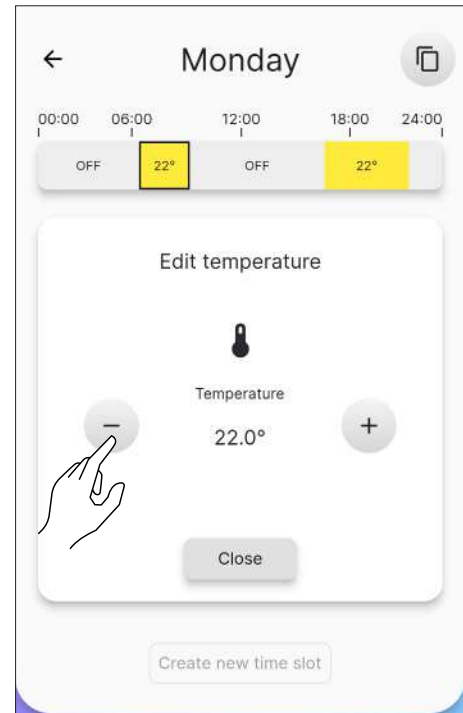 Monday
00:00 06:00 12:00 18:00 24:00
OFF 22° OFF 22°
Edit temperature
Temperature
22.0°
Close
Create new time slot